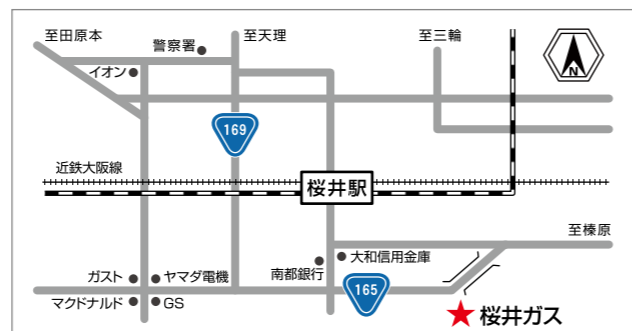 至田原本
警察署
至天理
至三輪
イオン
N
169
近鉄大阪線
桜井駅
至榛原
大和信用金庫
南都銀行
ガスト
ヤマダ電機
165
マクドナルド
GS
桜井ガス